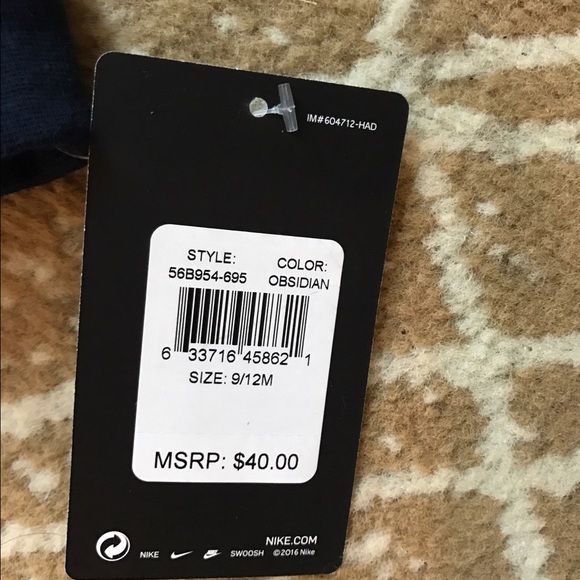 IM#604712-HAD
STYLE: COLOR:
56B954-695 OBSIDIAN
6 33716 45862 1
SIZE: 9/12M
MSRP: $40.00
NIKE.COM
NIKE SWOOSH ©2016 Nike